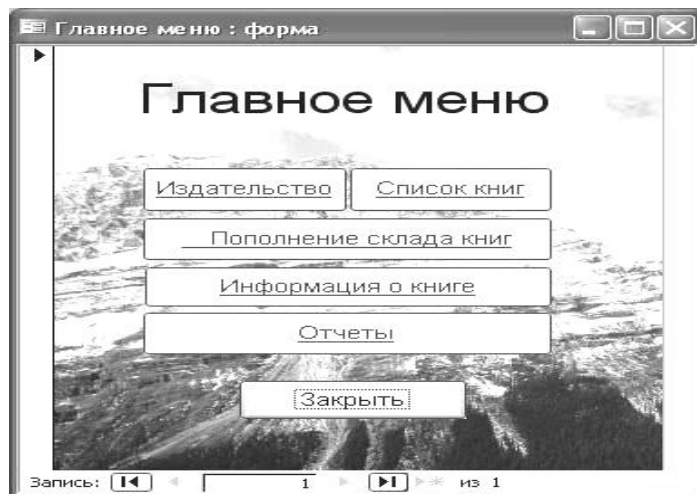 Главное меню : форма
Главное меню
Издательство Список книг
Пополнение склада книг
Информация о книге
Отчеты
Закрыть
Запись: 1 из 1